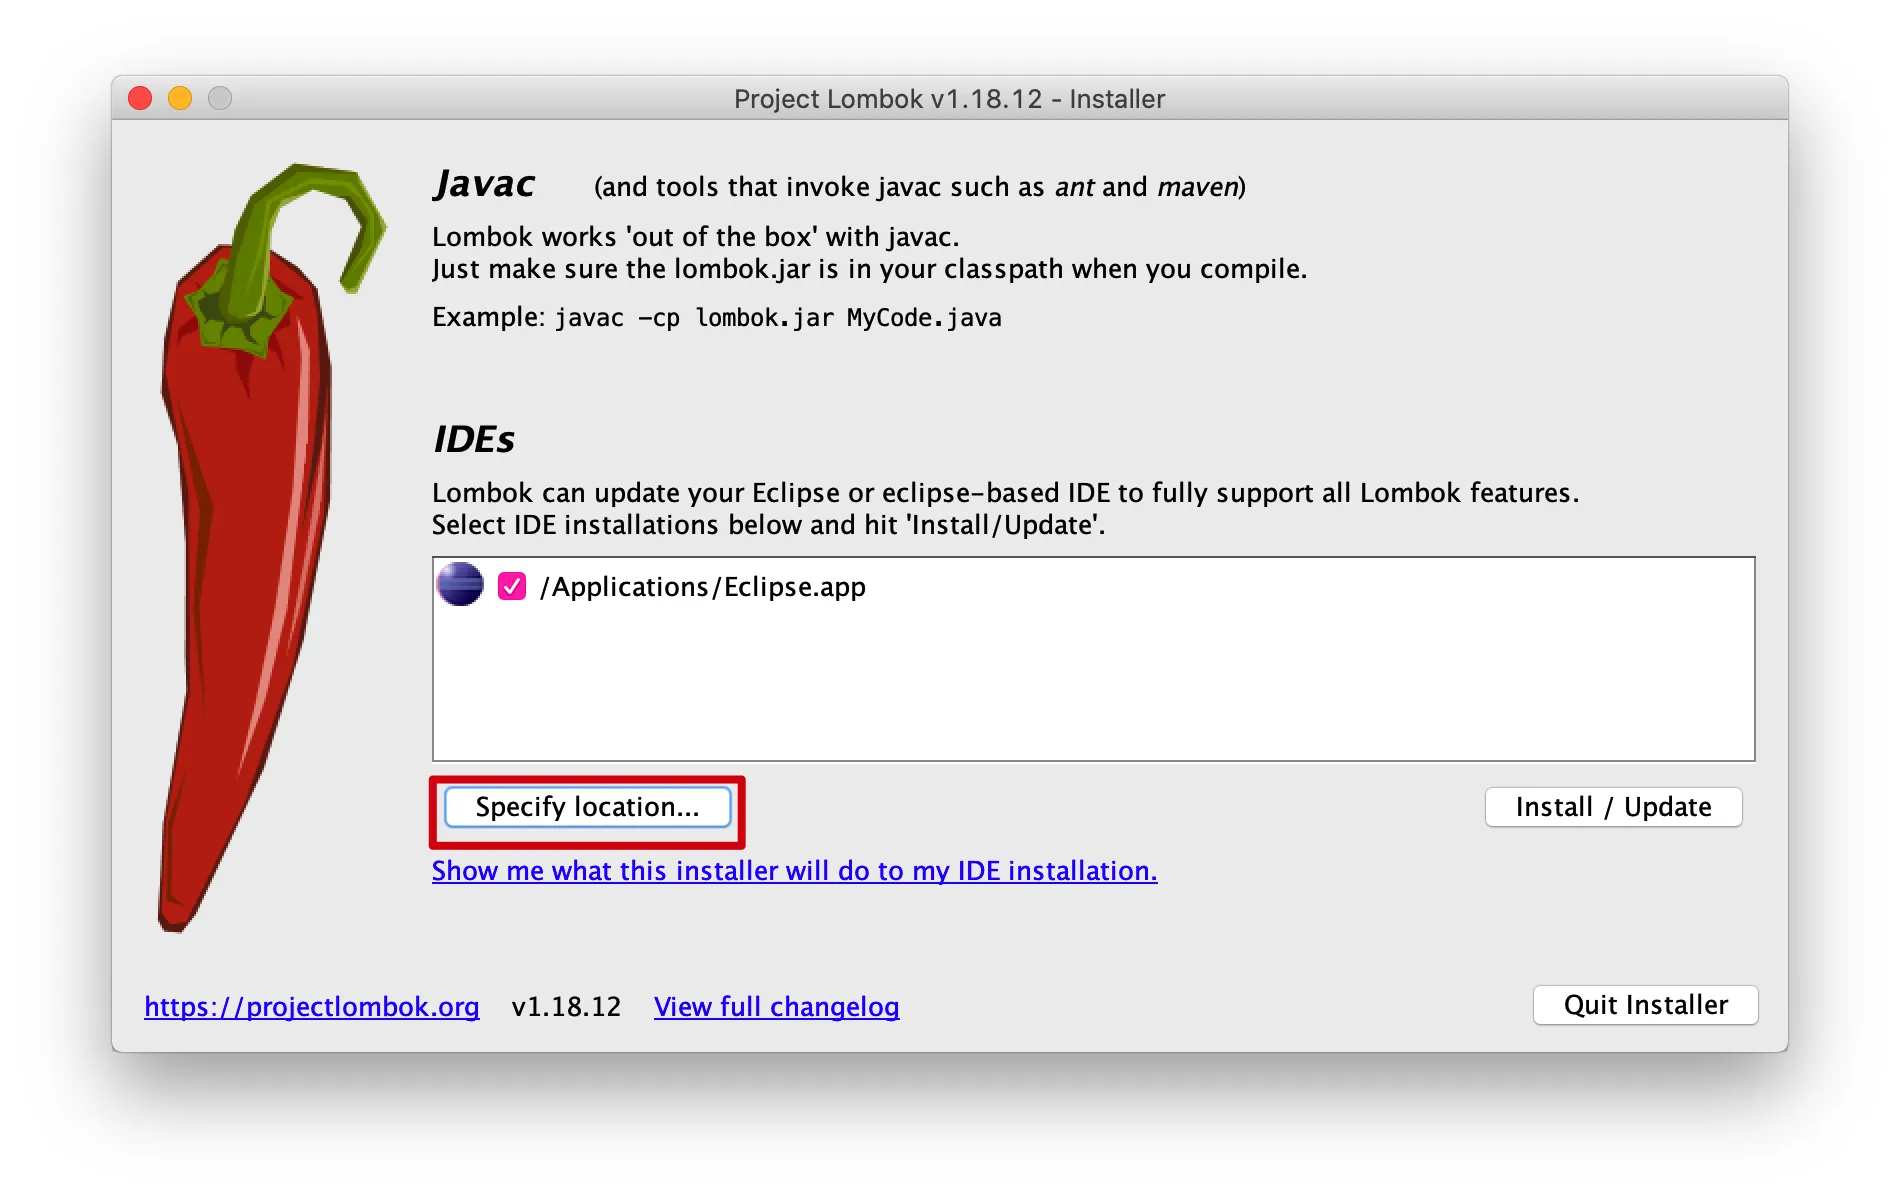 Project Lombok v1.18.12 - Installer
Javac (and tools that invoke javac such as ant and maven)
Lombok works 'out of the box' with javac.
Just make sure the lombok.jar is in your classpath when you compile.
Example: javac -cp lombok.jar MyCode.java
IDEs
Lombok can update your Eclipse or eclipse-based IDE to fully support all Lombok features.
Select IDE installations below and hit 'Install/Update'.
/Applications/Eclipse.app
Specify location... Install / Update
Show me what this installer will do to my IDE installation.
https://projectlombok.org v1.18.12 View full changelog Quit Installer